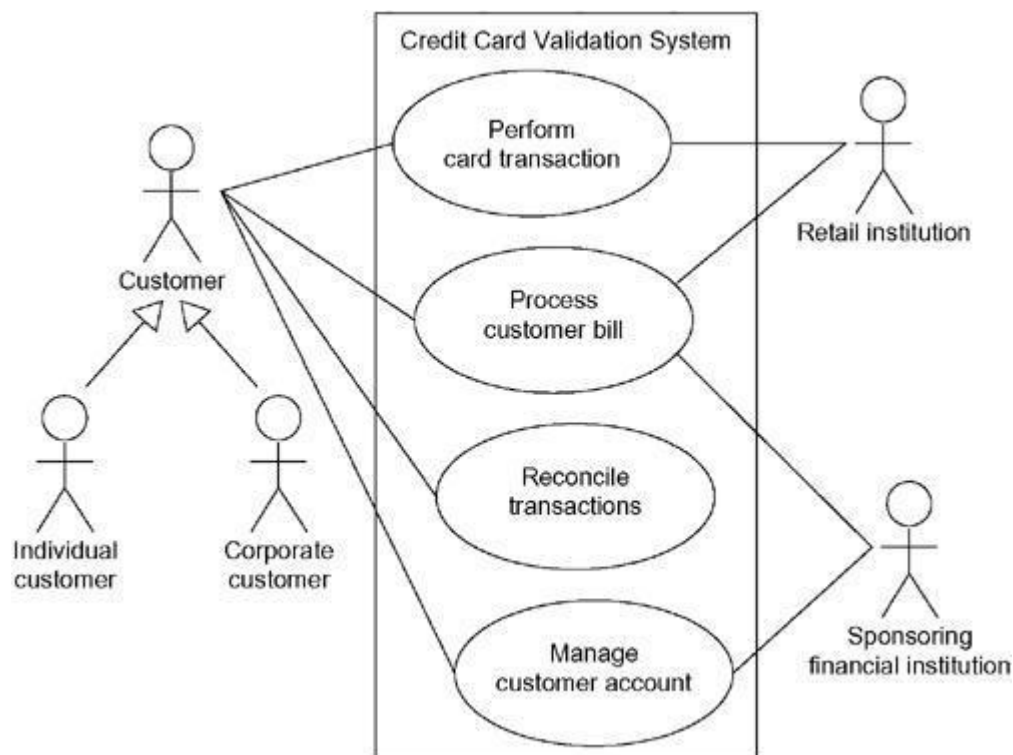 Credit Card Validation System
Perform
card transaction
Retail institution
Customer
Process
customer bill
Reconcile
transactions
Individual
customer
Corporate
customer
Manage
customer account
Sponsoring
financial institution